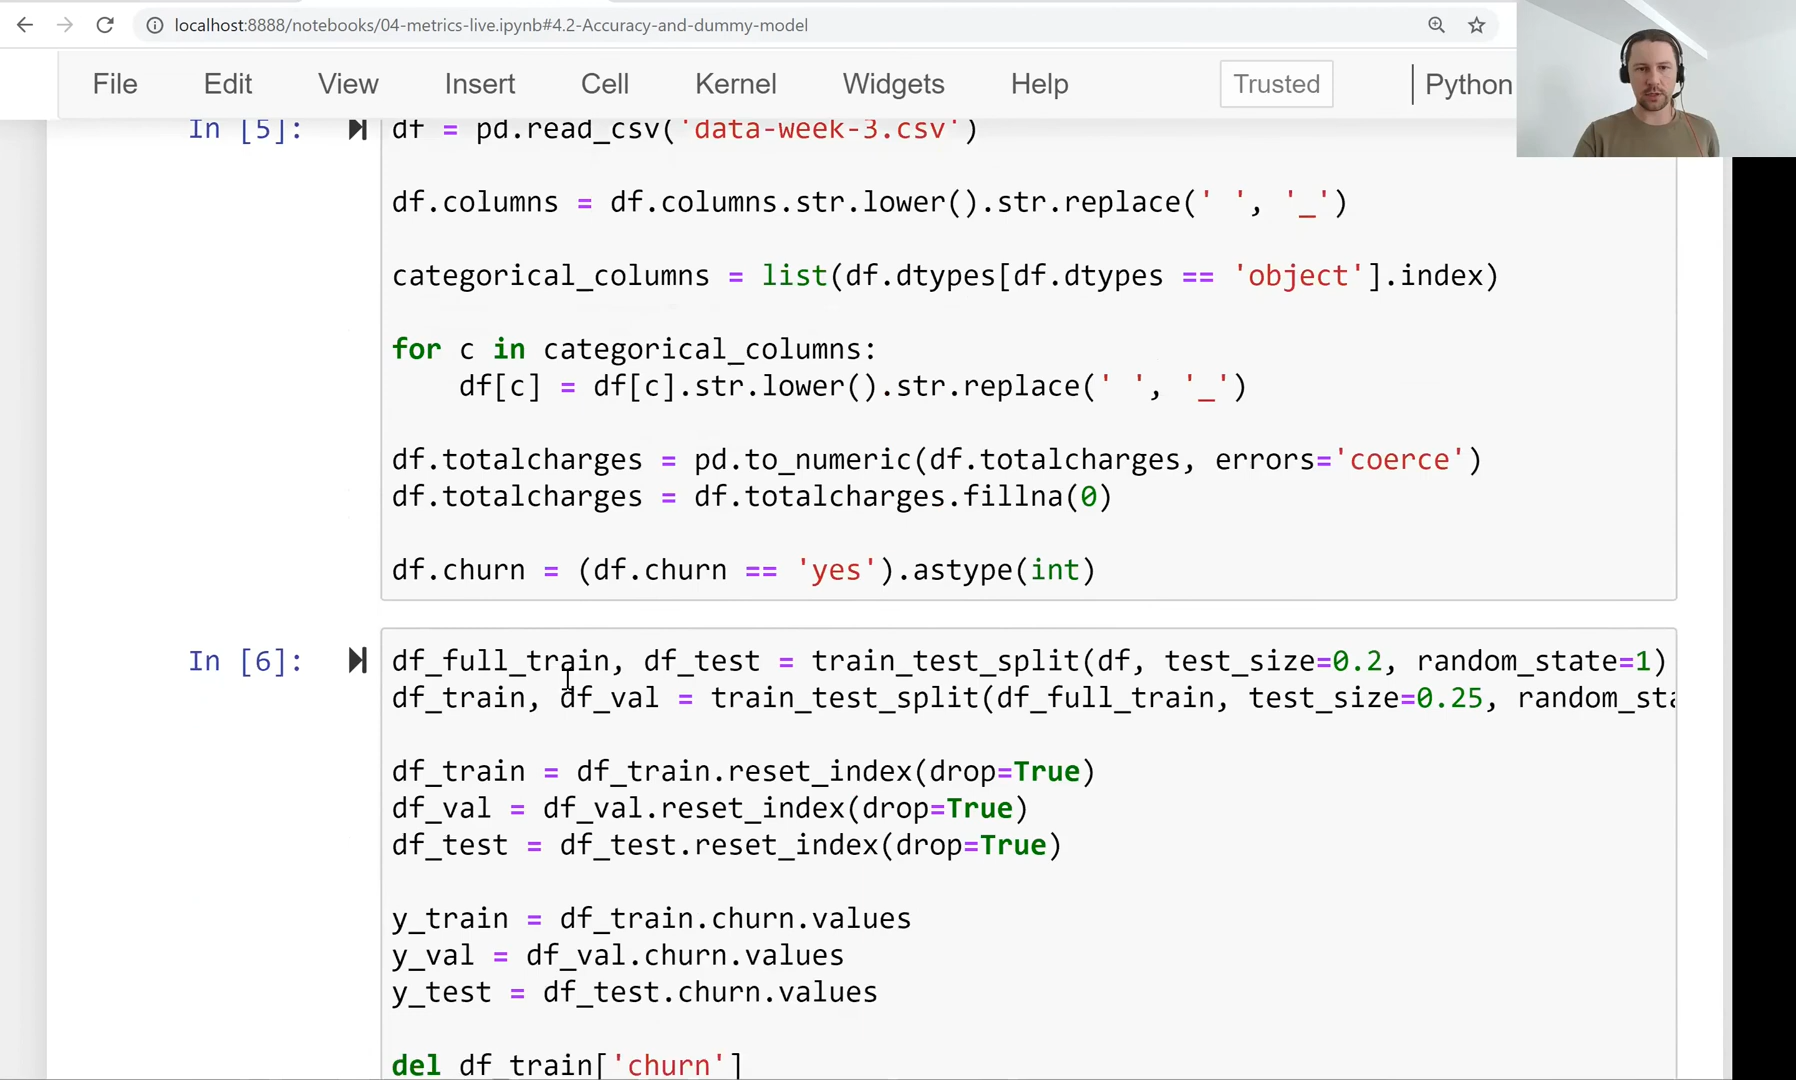 localhost:8888/notebooks/04-metrics-live.ipynb#4.2-Accuracy-and-dummy-model
File Edit View Insert Cell Kernel Widgets Help Trusted Python
In [5]: df = pd.read_csv('data-week-3.csv')
df.columns = df.columns.str.lower().str.replace(' ', '_')
categorical_columns = list(df.dtypes[df.dtypes == 'object'].index)
for c in categorical_columns:
df[c] = df[c].str.lower().str.replace(' ', '_')
df.totalcharges = pd.to_numeric(df.totalcharges, errors='coerce')
df.totalcharges = df.totalcharges.fillna(0)
df.churn = (df.churn == 'yes').astype(int)
In [6]: df_full_train, df_test = train_test_split(df, test_size=0.2, random_state=1)
df_train, df_val = train_test_split(df_full_train, test_size=0.25, random_sta
df_train = df_train.reset_index(drop=True)
df_val = df_val.reset_index(drop=True)
df_test = df_test.reset_index(drop=True)
y_train = df_train.churn.values
y_val = df_val.churn.values
y_test = df_test.churn.values
del df_train['churn']